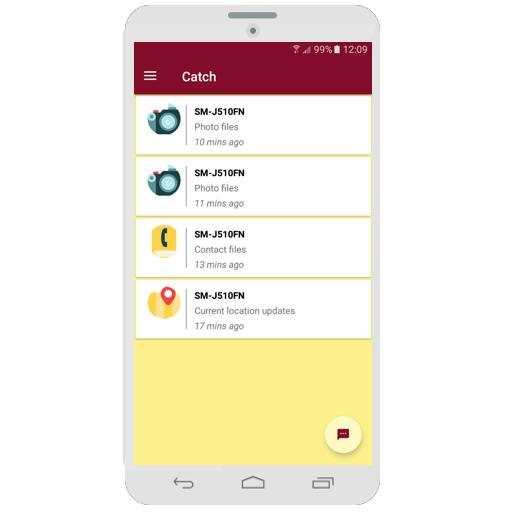 99% 12:09
Catch
SM-J510FN
Photo files
10 mins ago
SM-J510FN
Photo files
11 mins ago
SM-J510FN
Contact files
13 mins ago
SM-J510FN
Current location updates
17 mins ago